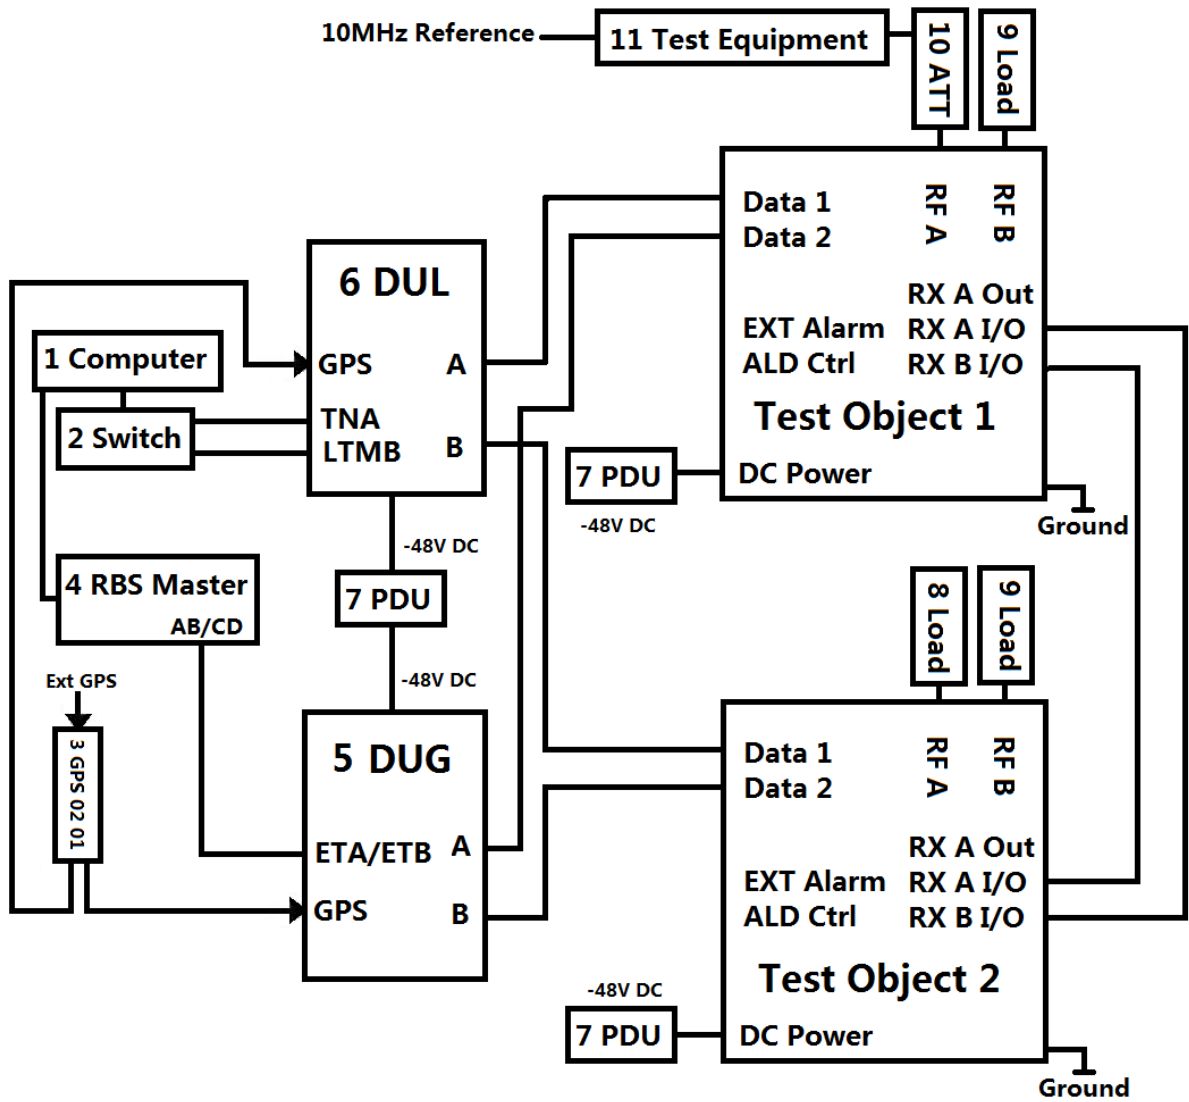 10MHz Reference
11 Test Equipment
10 ATT
9 Load
Data 1
Data 2
RF A
RF B
RX A Out
EXT Alarm RX A I/O
ALD Ctrl RX B I/O
Test Object 1
DC Power
Ground
6 DUL
GPS A
TNA
LTMB B
1 Computer
2 Switch
7 PDU
-48V DC
-48V DC
7 PDU
-48V DC
4 RBS Master
AB/CD
Ext GPS
3 GPS 02 01
5 DUG
ETA/ETB A
GPS B
8 Load
9 Load
Data 1
Data 2
RF A
RF B
RX A Out
EXT Alarm RX A I/O
ALD Ctrl RX B I/O
Test Object 2
-48V DC
7 PDU
DC Power
Ground